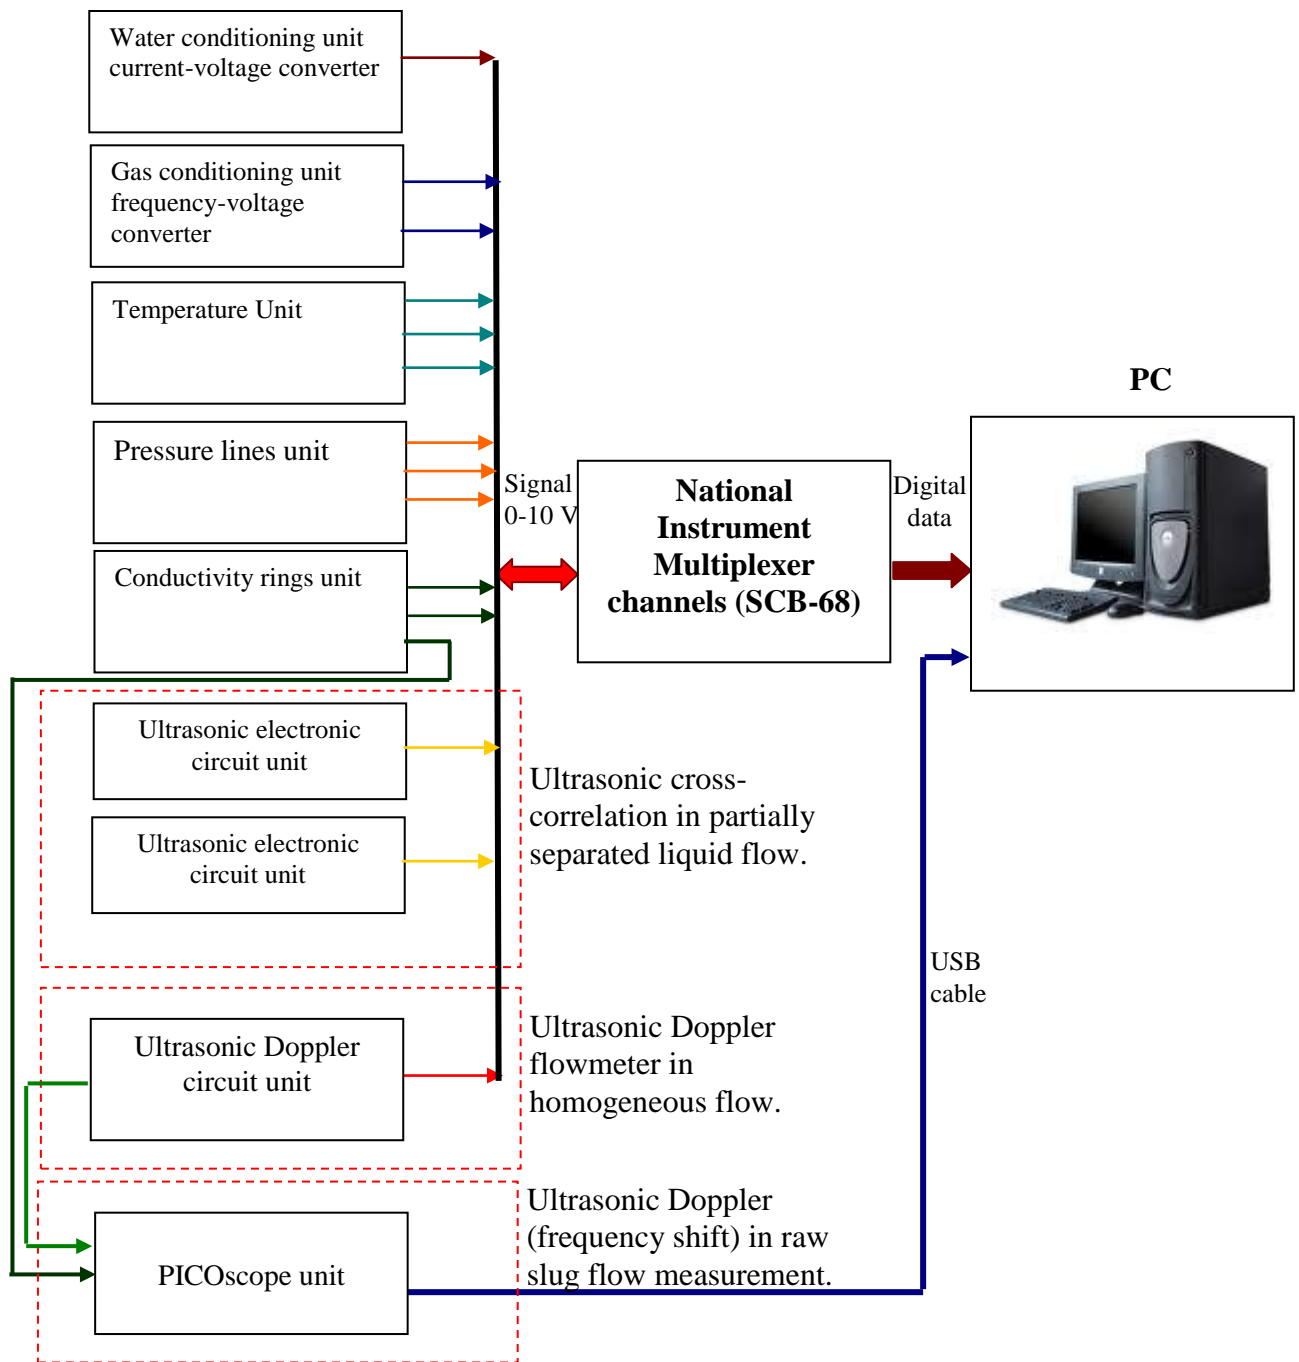 Water conditioning unit
current-voltage converter
Gas conditioning unit
frequency-voltage
converter
Temperature Unit
Pressure lines unit
Conductivity rings unit
Signal
0-10 V
National
Instrument
Multiplexer
channels (SCB-68)
Digital
data
PC
Ultrasonic electronic
circuit unit
Ultrasonic electronic
circuit unit
Ultrasonic cross-
correlation in partially
separated liquid flow.
Ultrasonic Doppler
circuit unit
Ultrasonic Doppler
flowmeter in
homogeneous flow.
USB
cable
PICOscope unit
Ultrasonic Doppler
(frequency shift) in raw
slug flow measurement.